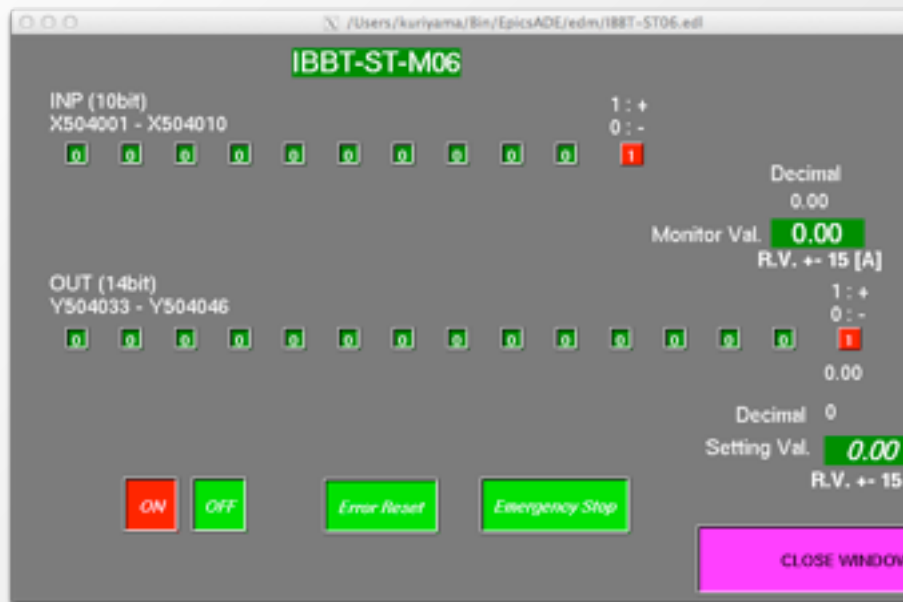 /Users/kuriyama/Bin/EpicsADE/edm/IBBT-ST06.edl
IBBT-ST-M06
INP (10bit)
X504001 - X504010
1 : +
0 : -
0 0 0 0 0 0 0 0 0 0 1
Decimal
0.00
Monitor Val. 0.00
R.V. +- 15 [A]
OUT (14bit)
Y504033 - Y504046
1 : +
0 : -
0 0 0 0 0 0 0 0 0 0 0 0 0 0 1
0.00
Decimal 0
Setting Val. 0.00
R.V. +- 15
ON OFF Error Reset Emergency Stop
CLOSE WINDOW